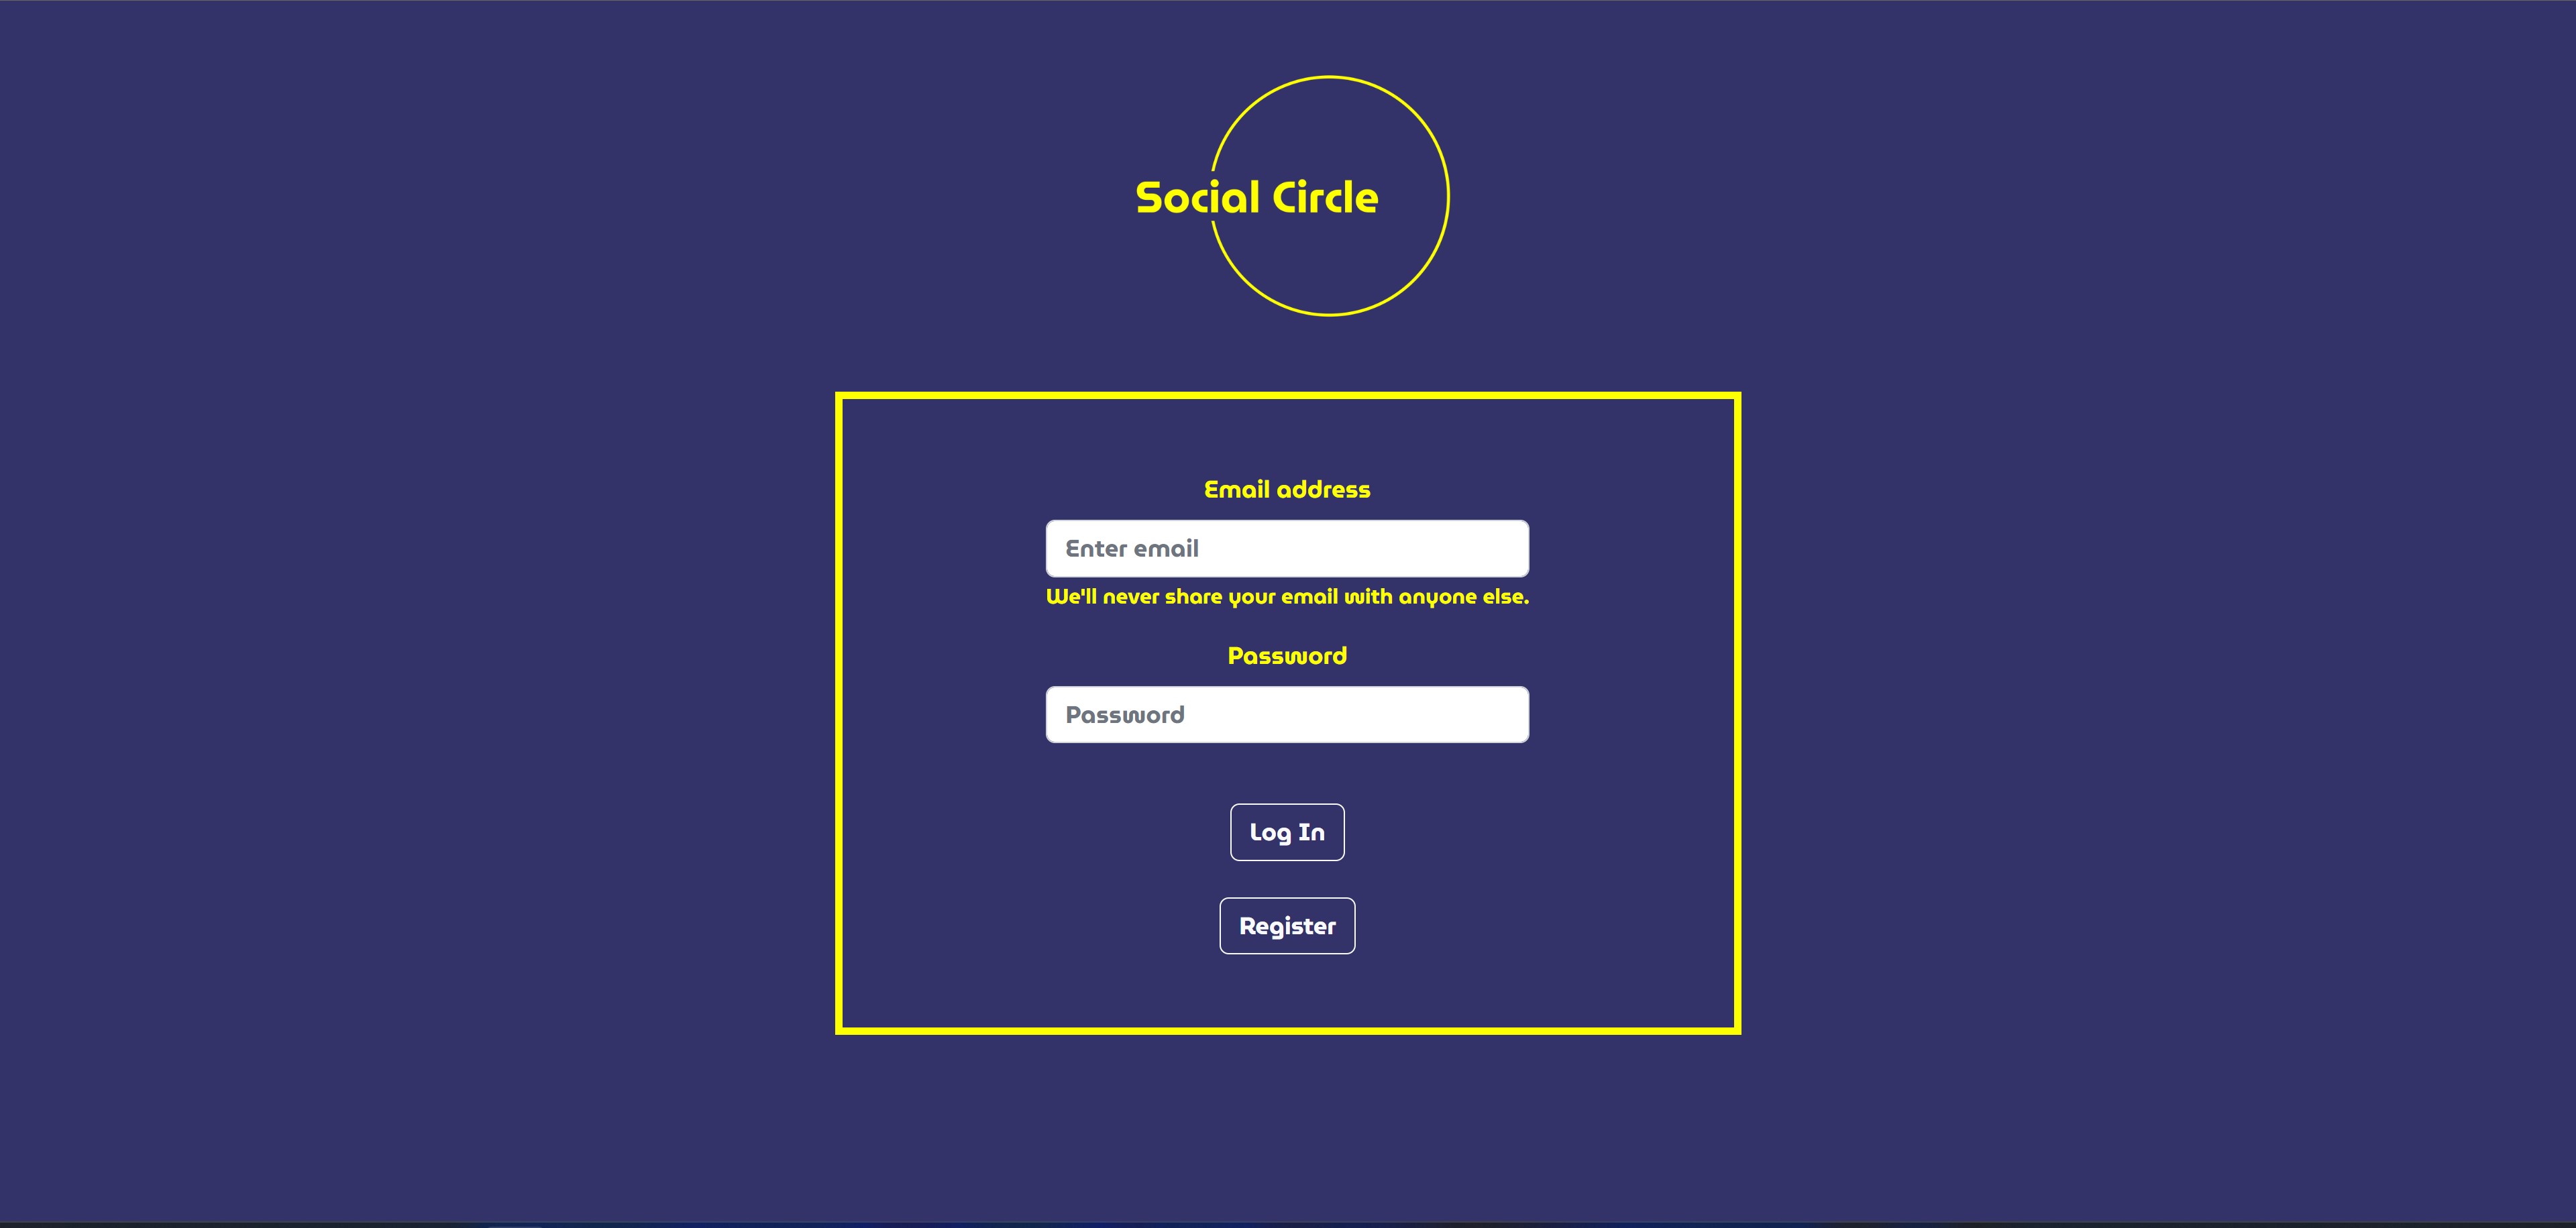 Social Circle
Email address
Enter email
We'll never share your email with anyone else.
Password
Password
Log In
Register